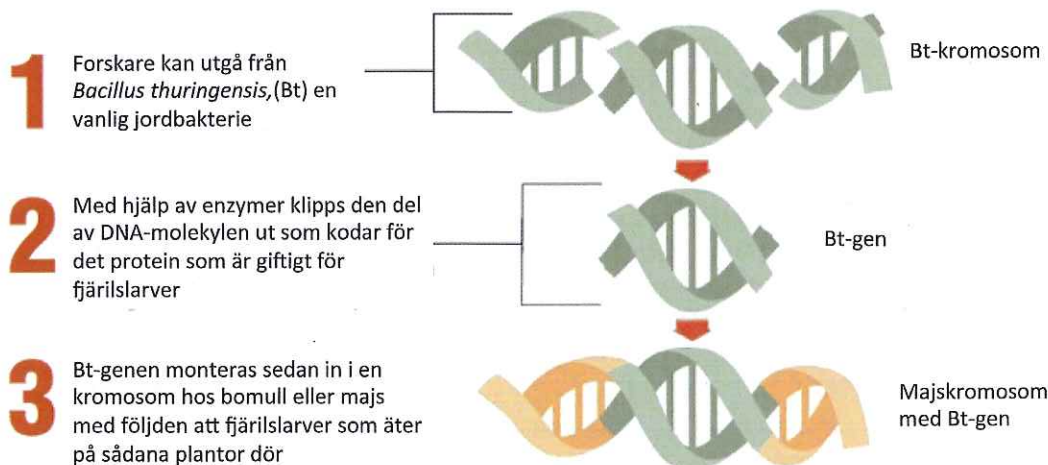 1
Forskare kan utgå från
Bacillus thuringensis,(Bt) en
vanlig jordbakterie
Bt-kromosom
2
Med hjälp av enzymer klipps den del
av DNA-molekylen ut som kodar för
det protein som är giftigt för
fjärilslarver
Bt-gen
3
Bt-genen monteras sedan in i en
kromosom hos bomull eller majs
med följden att fjärilslarver som äter
på sådana plantor dör
Majskromosom
med Bt-gen